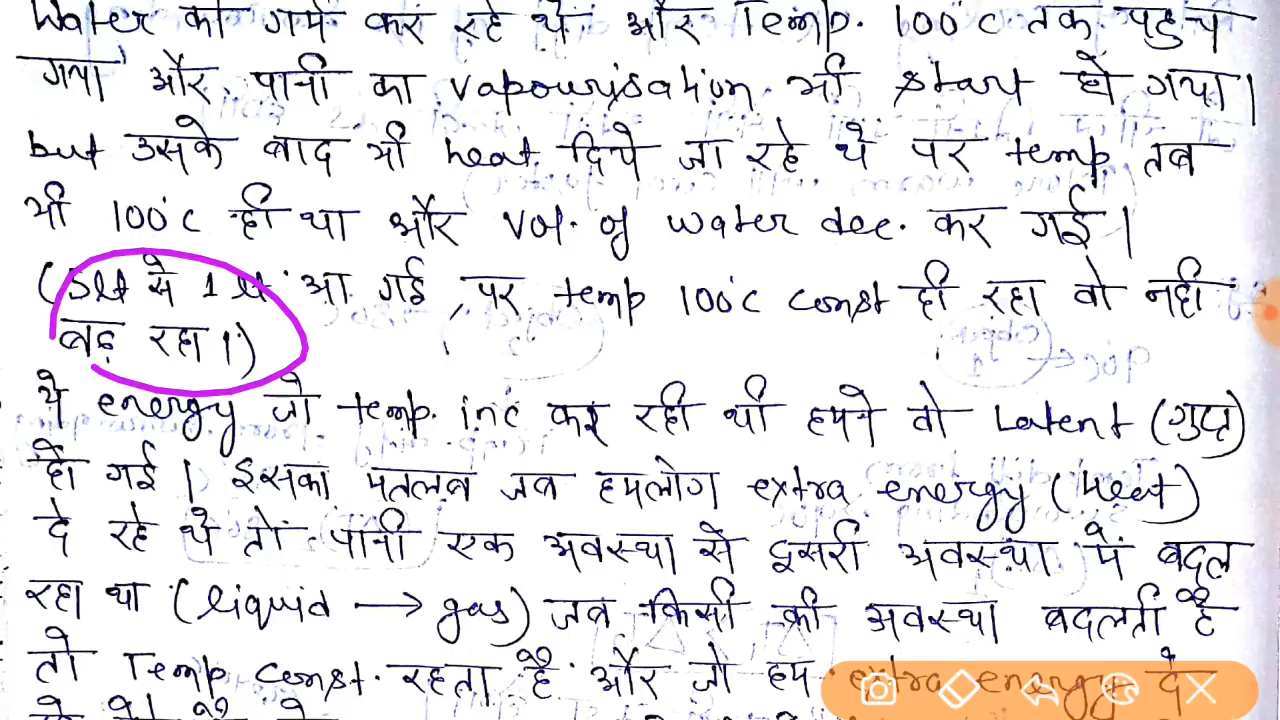 Water को गर्म कर रहे थे और Temp. 100°C तक पहुच
गया और पानी का vapourisation भी start हो गया।
but उसके बाद भी heat दिये जा रहे थे पर temp तब
भी 100°C ही था और Vol. of water dec. कर गई।
(5lt से 1 lt आ गई, पर temp 100°C const ही रहा वो नही
बढ़ रहा।)
ये energy जो temp. inc कर रही थी हमने वो Latent (गुप्त)
हो गई। इसका मतलब जब हमलोग extra energy (heat)
दे रहे थे तो पानी एक अवस्था से दूसरी अवस्था में बदल
रहा था (liquid → gas) जब किसी की अवस्था बदलती है
तो Temp const. रहता है और जो हम extra energy दे